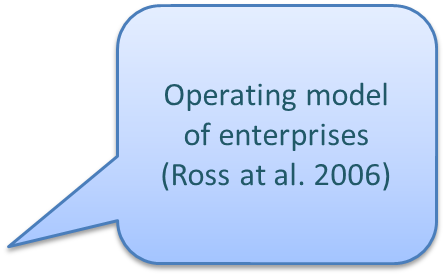 Operating model
of enterprises
(Ross at al. 2006)